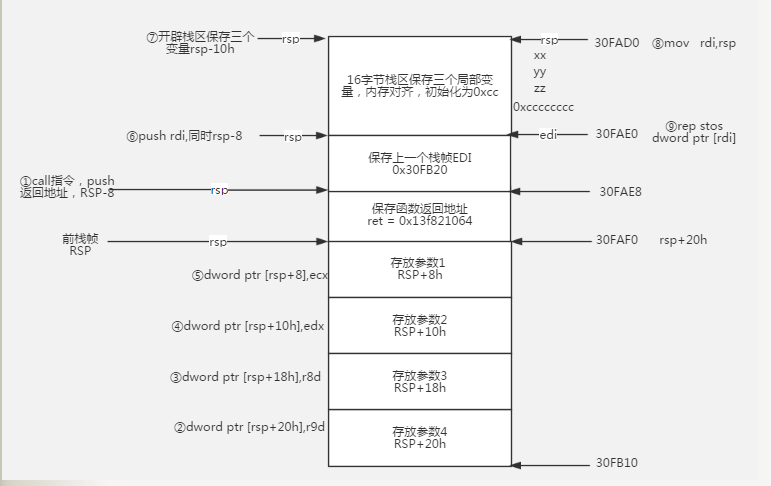 ⑦开辟栈区保存三个
变量rsp-10h
rsp
rsp
30FAD0
⑧mov rdi,rsp
xx
yy
zz
0xcccccccc
16字节栈区保存三个局部变
量，内存对齐，初始化为0xcc
⑥push rdi,同时rsp-8
rsp
edi
30FAE0
⑨rep stos
dword ptr [rdi]
保存上一个栈帧EDI
0x30FB20
①call指令，push
返回地址，RSP-8
rsp
30FAE8
保存函数返回地址
ret = 0x13f821064
前栈帧
RSP
rsp
30FAF0
rsp+20h
⑤dword ptr [rsp+8],ecx
存放参数1
RSP+8h
④dword ptr [rsp+10h],edx
存放参数2
RSP+10h
③dword ptr [rsp+18h],r8d
存放参数3
RSP+18h
②dword ptr [rsp+20h],r9d
存放参数4
RSP+20h
30FB10